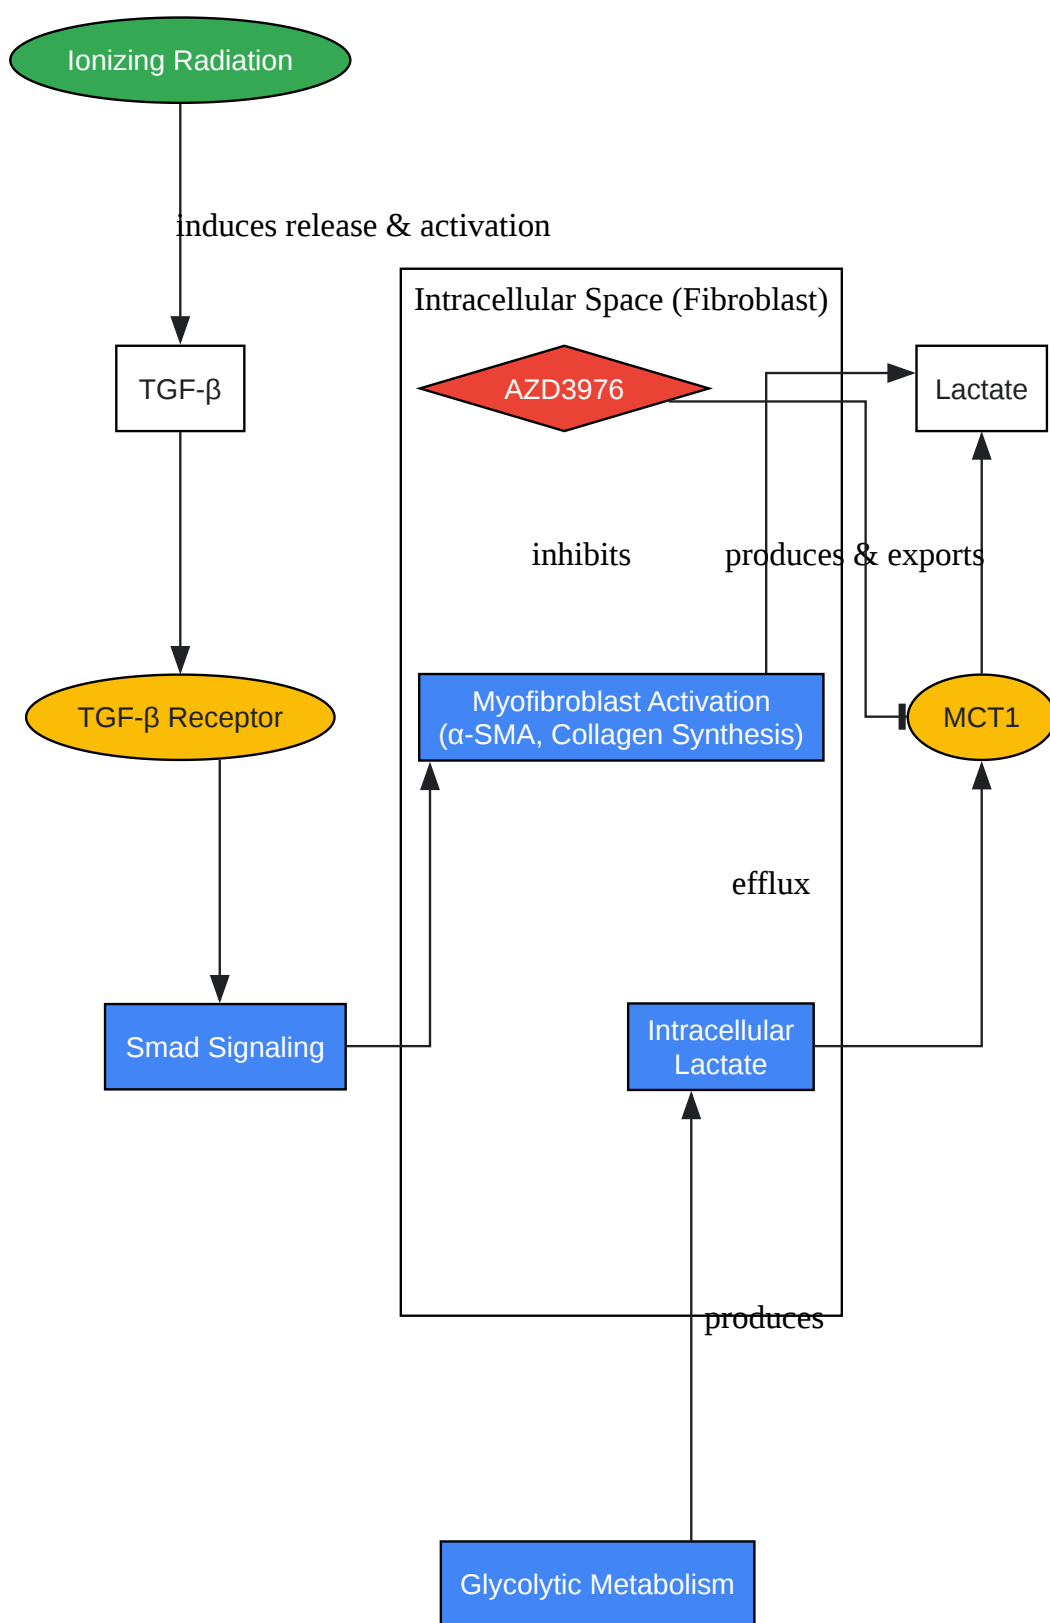 Ionizing Radiation
induces release & activation
Intracellular Space (Fibroblast)
TGF-β
AZD3976
Lactate
inhibits
produces & exports
TGF-β Receptor
Myofibroblast Activation
(α-SMA, Collagen Synthesis)
MCT1
efflux
Smad Signaling
Intracellular
Lactate
produces
Glycolytic Metabolism